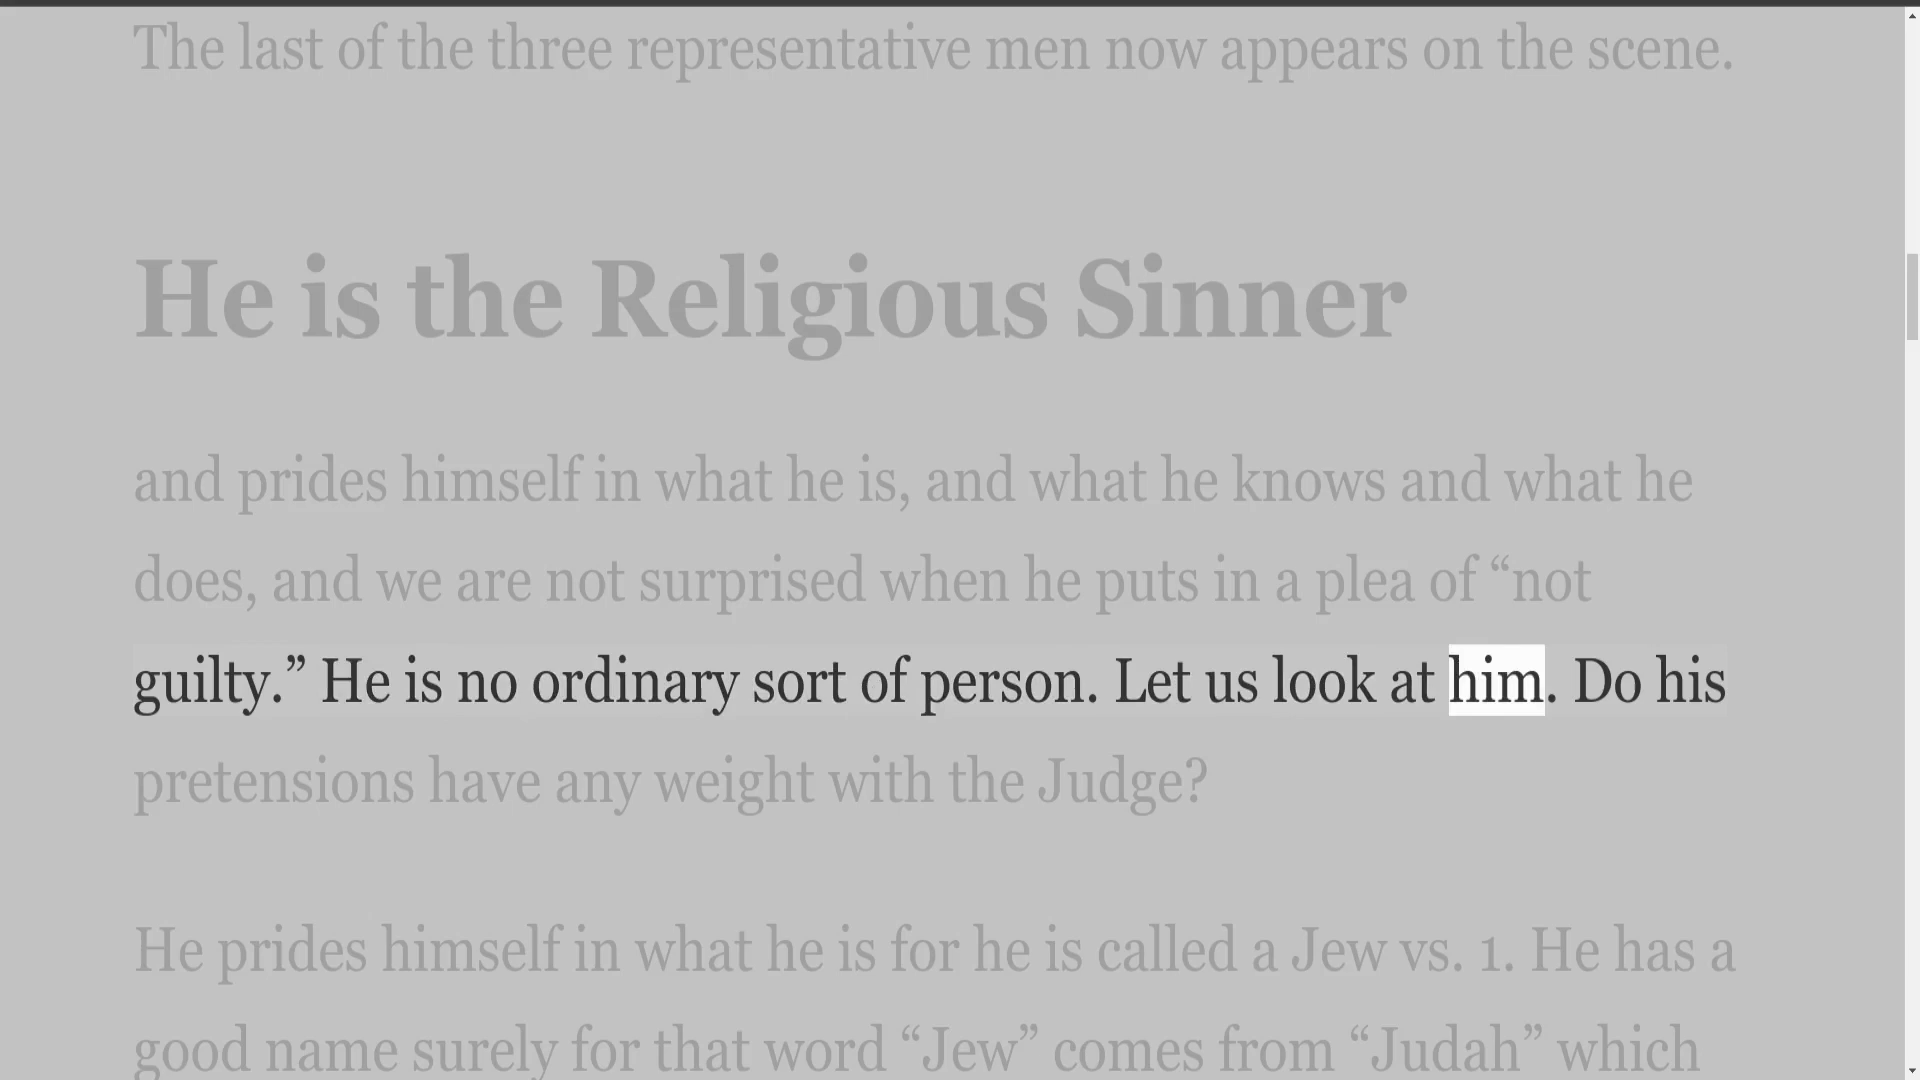 The last of the three representative men now appears on the scene.
He is the Religious Sinner
and prides himself in what he is, and what he knows and what he
does, and we are not surprised when he puts in a plea of “not
guilty.” He is no ordinary sort of person. Let us look at him. Do his
pretensions have any weight with the Judge?
He prides himself in what he is for he is called a Jew vs. 1. He has a
good name surely for that word “Jew” comes from “Judah” which